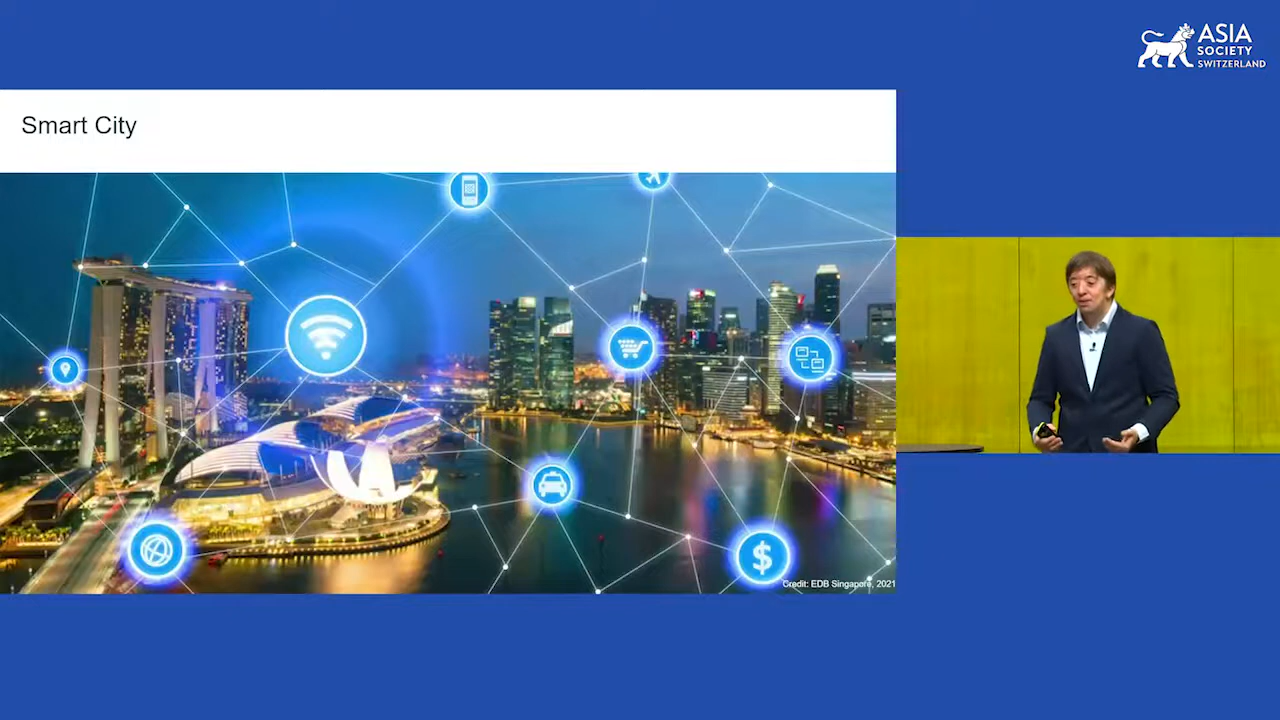 ASIA
SOCIETY
SWITZERLAND
Smart City
$
Credit: EDB Singapore, 2021